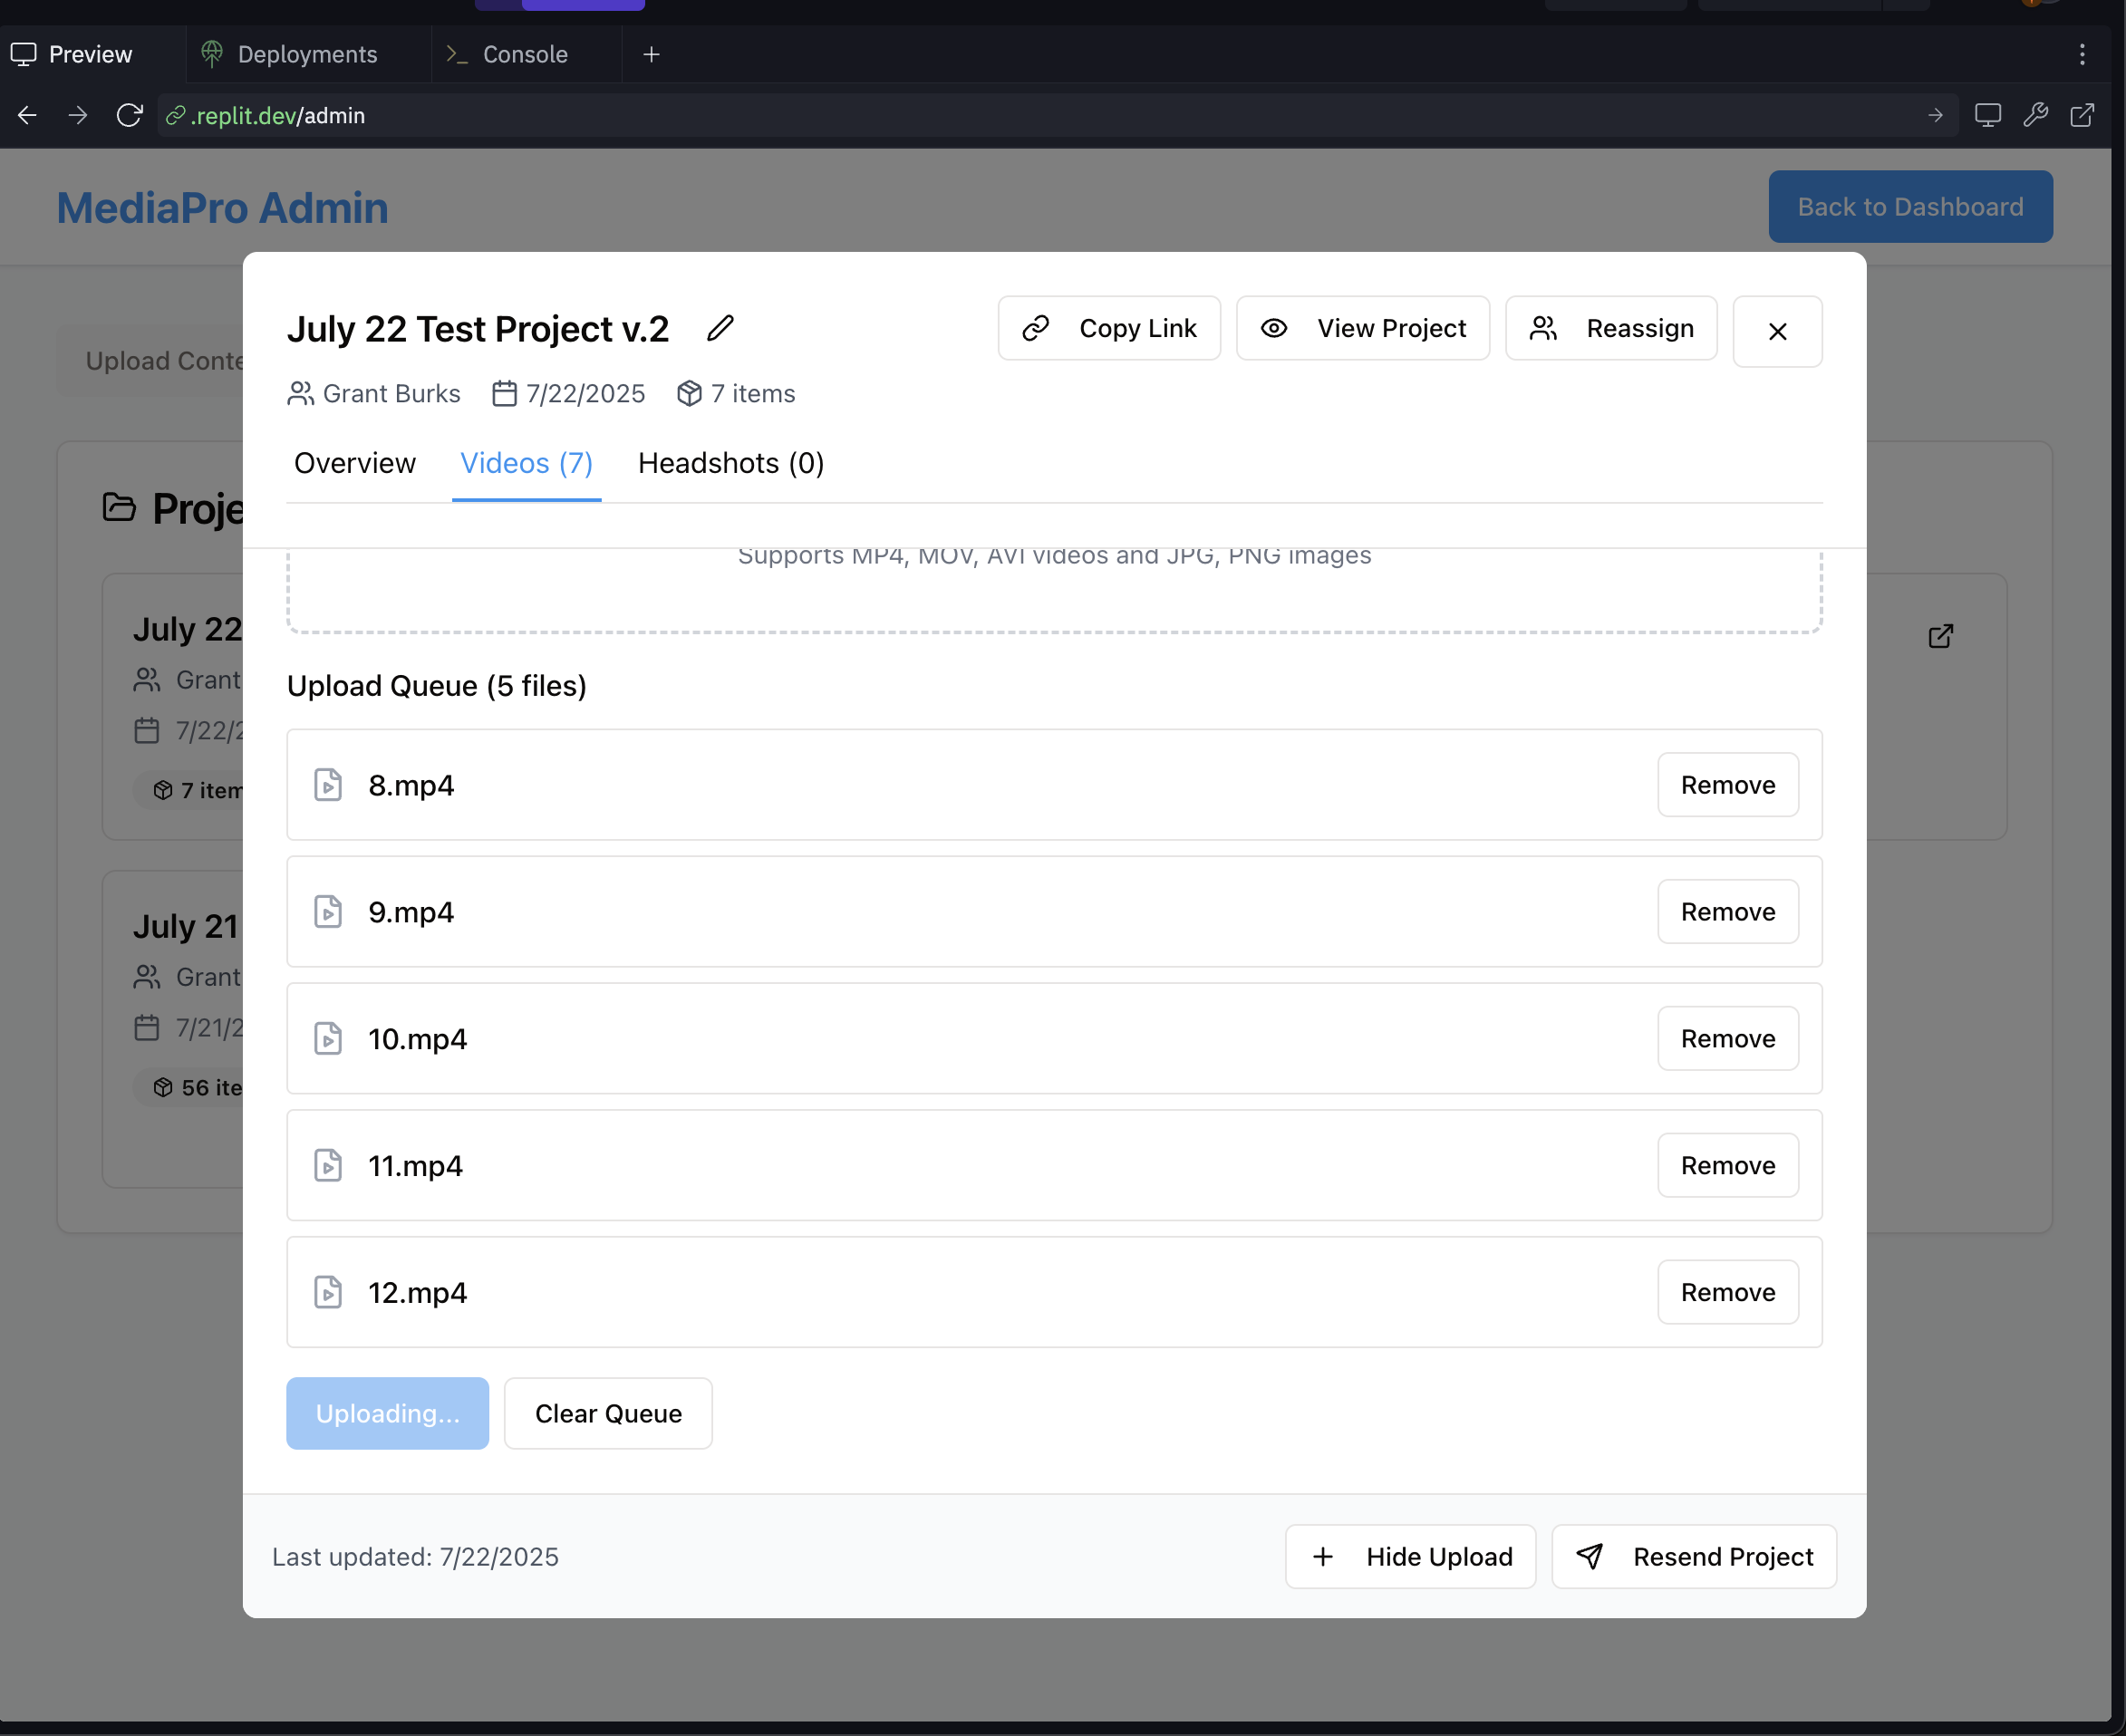 Preview
Deployments
Console
.replit.dev/admin
MediaPro Admin
Back to Dashboard
Upload Conte
July 22 Test Project v.2
Copy Link
View Project
Reassign
Grant Burks
7/22/2025
7 items
Overview
Videos (7)
Headshots (0)
Proje
Supports MP4, MOV, AVI videos and JPG, PNG images
July 22
Grant
7/22/2
7 item
Upload Queue (5 files)
8.mp4
Remove
9.mp4
Remove
July 21
Grant
7/21/2
56 ite
10.mp4
Remove
11.mp4
Remove
12.mp4
Remove
Uploading...
Clear Queue
Last updated: 7/22/2025
Hide Upload
Resend Project